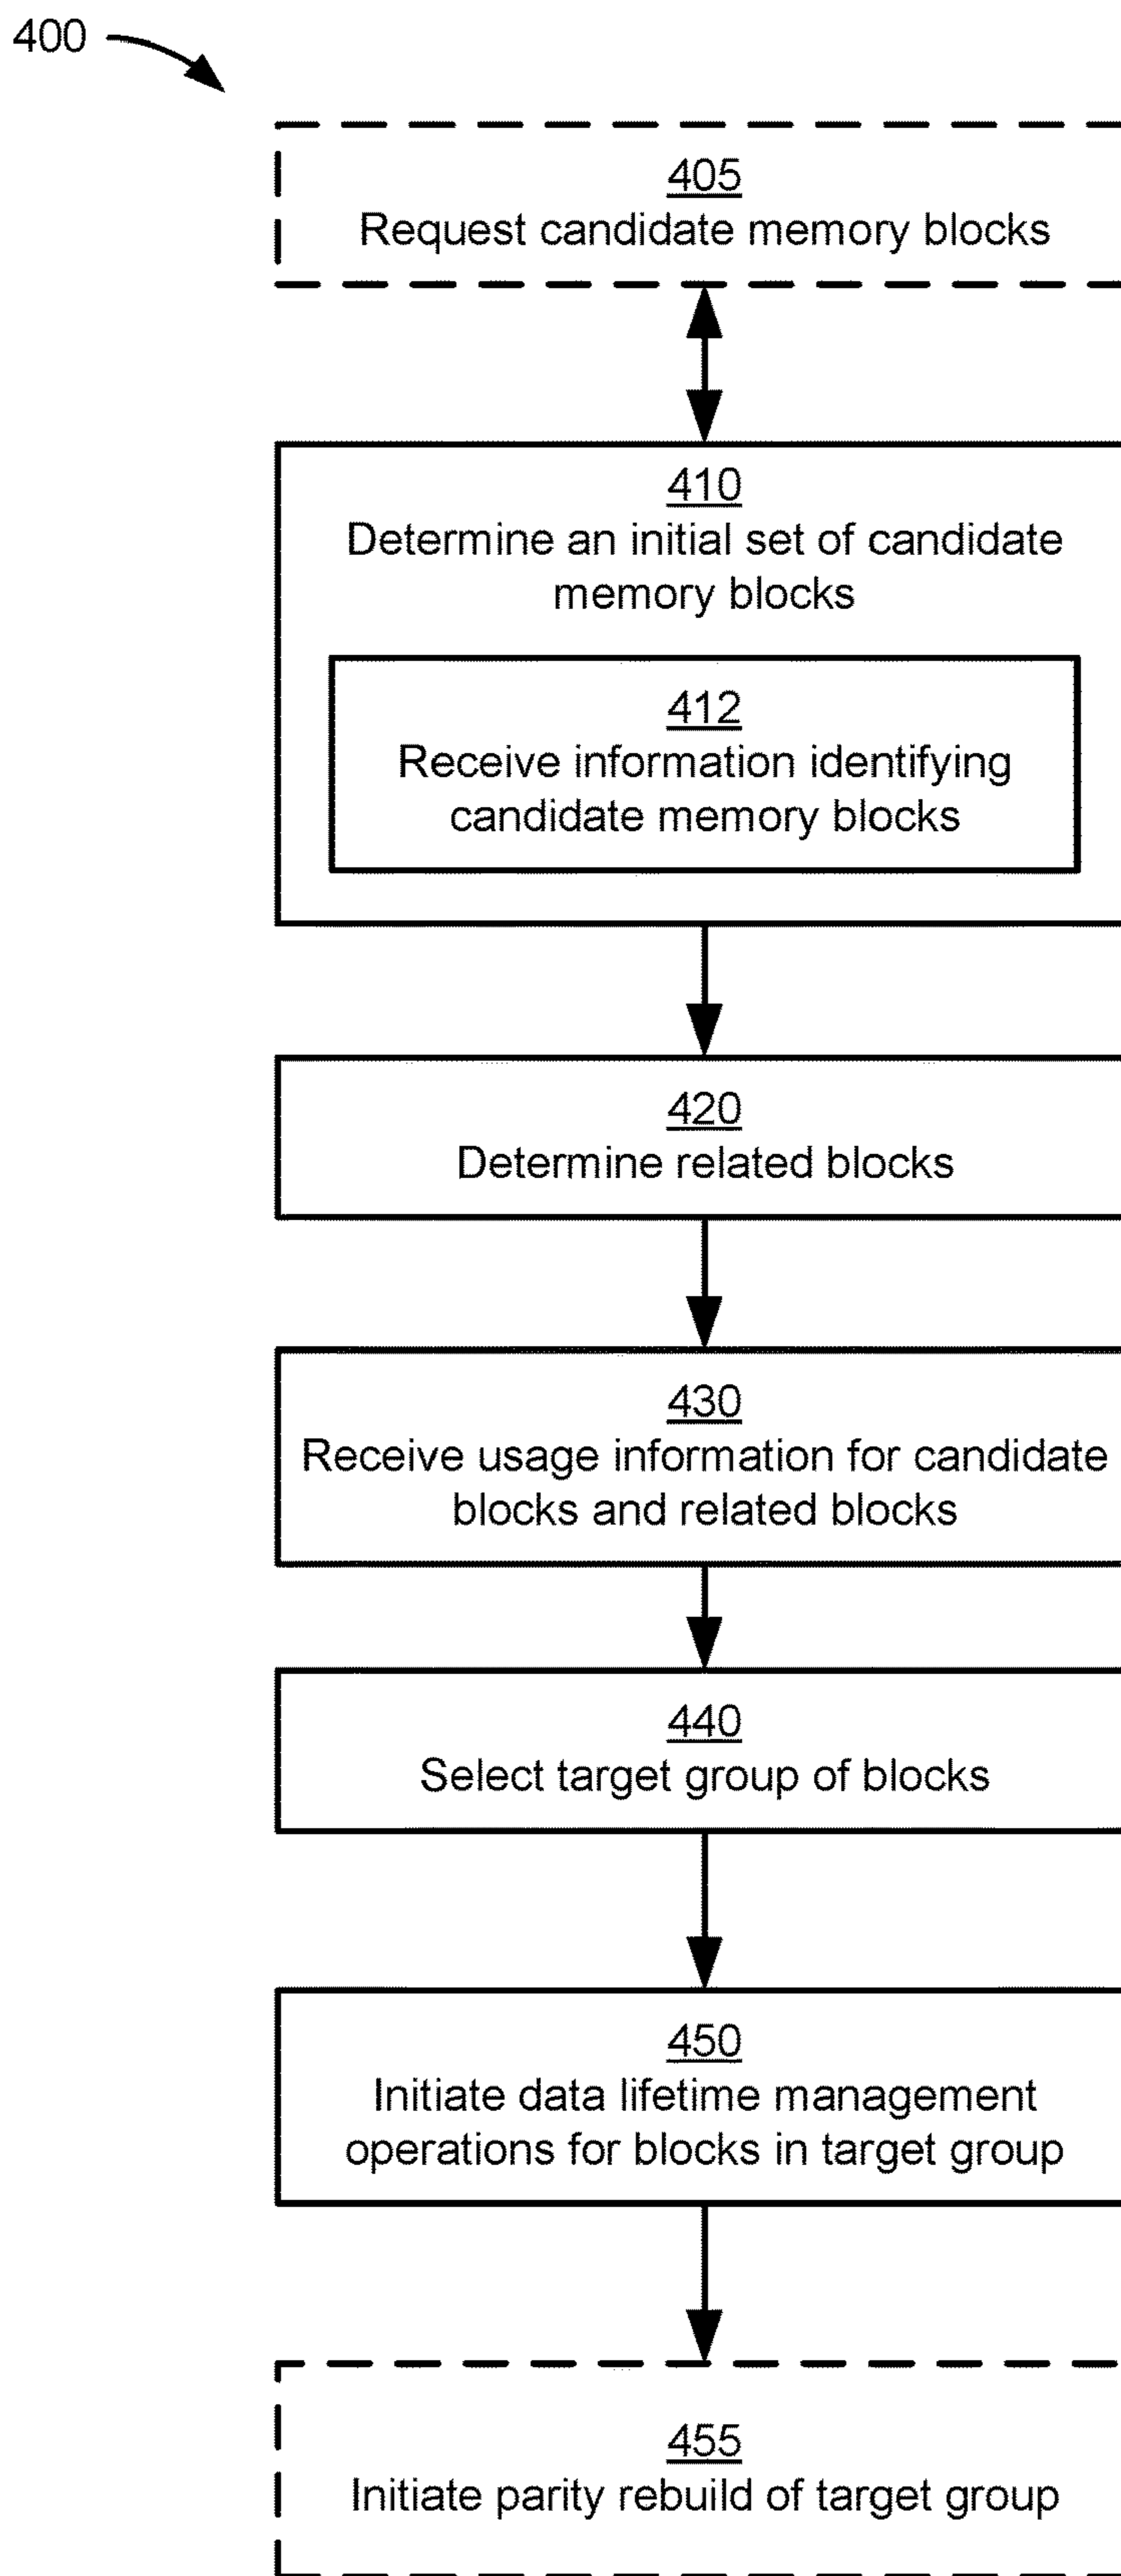 400
405
Request candidate memory blocks
410
Determine an initial set of candidate
memory blocks
412
Receive information identifying
candidate memory blocks
420
Determine related blocks
430
Receive usage information for candidate
blocks and related blocks
440
Select target group of blocks
450
Initiate data lifetime management
operations for blocks in target group
455
Initiate parity rebuild of target group